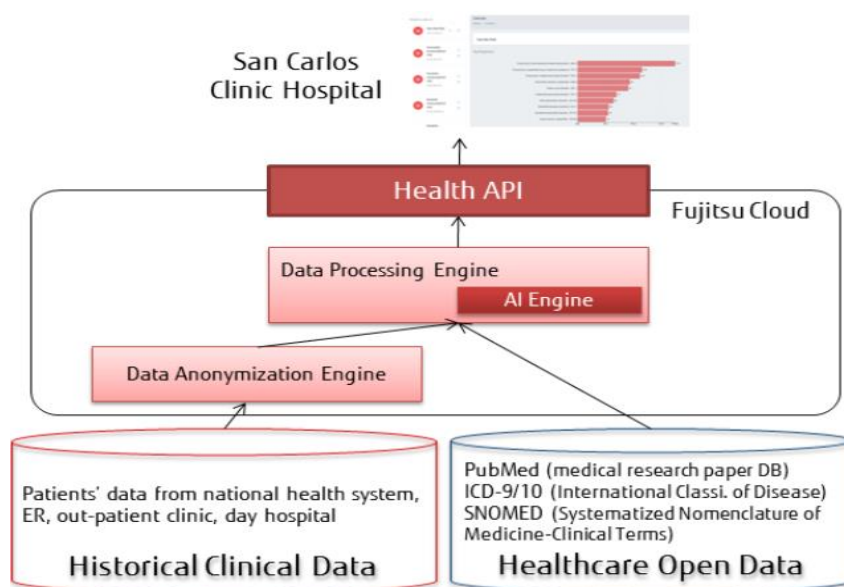 San Carlos
Clinic Hospital
Health API
Fujitsu Cloud
Data Processing Engine
AI Engine
Data Anonymization Engine
Patients' data from national health system,
ER, out-patient clinic, day hospital
Historical Clinical Data
PubMed (medical research paper DB)
ICD-9/10 (International Classi. of Disease)
SNOMED (Systematized Nomenclature of
Medicine-Clinical Terms)
Healthcare Open Data